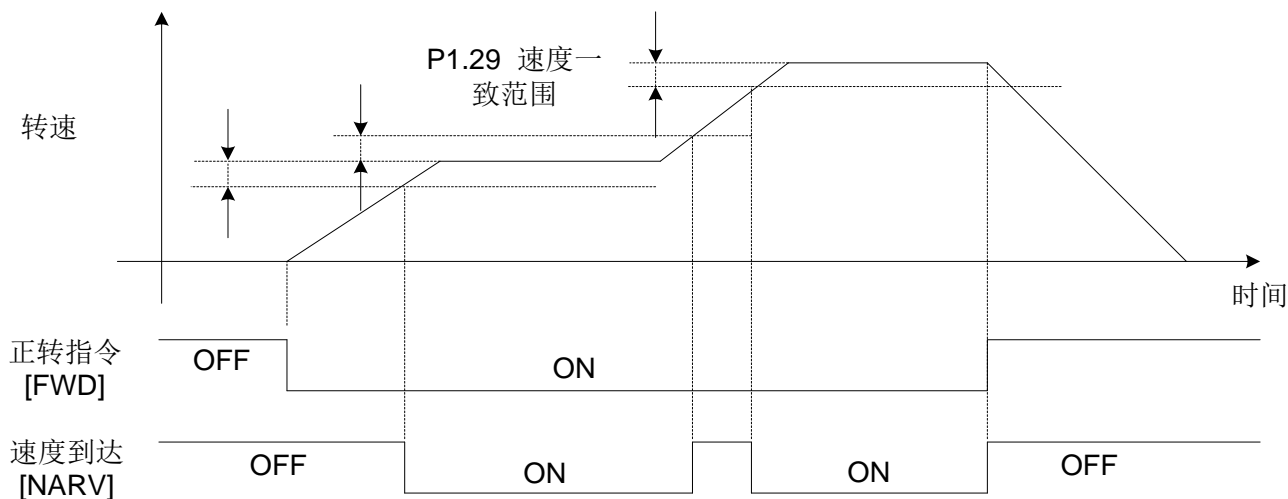 P1.29 速度一
致范围
转速
时间
正转指令
[FWD]
OFF
ON
速度到达
[NARV]
OFF
ON
ON
OFF